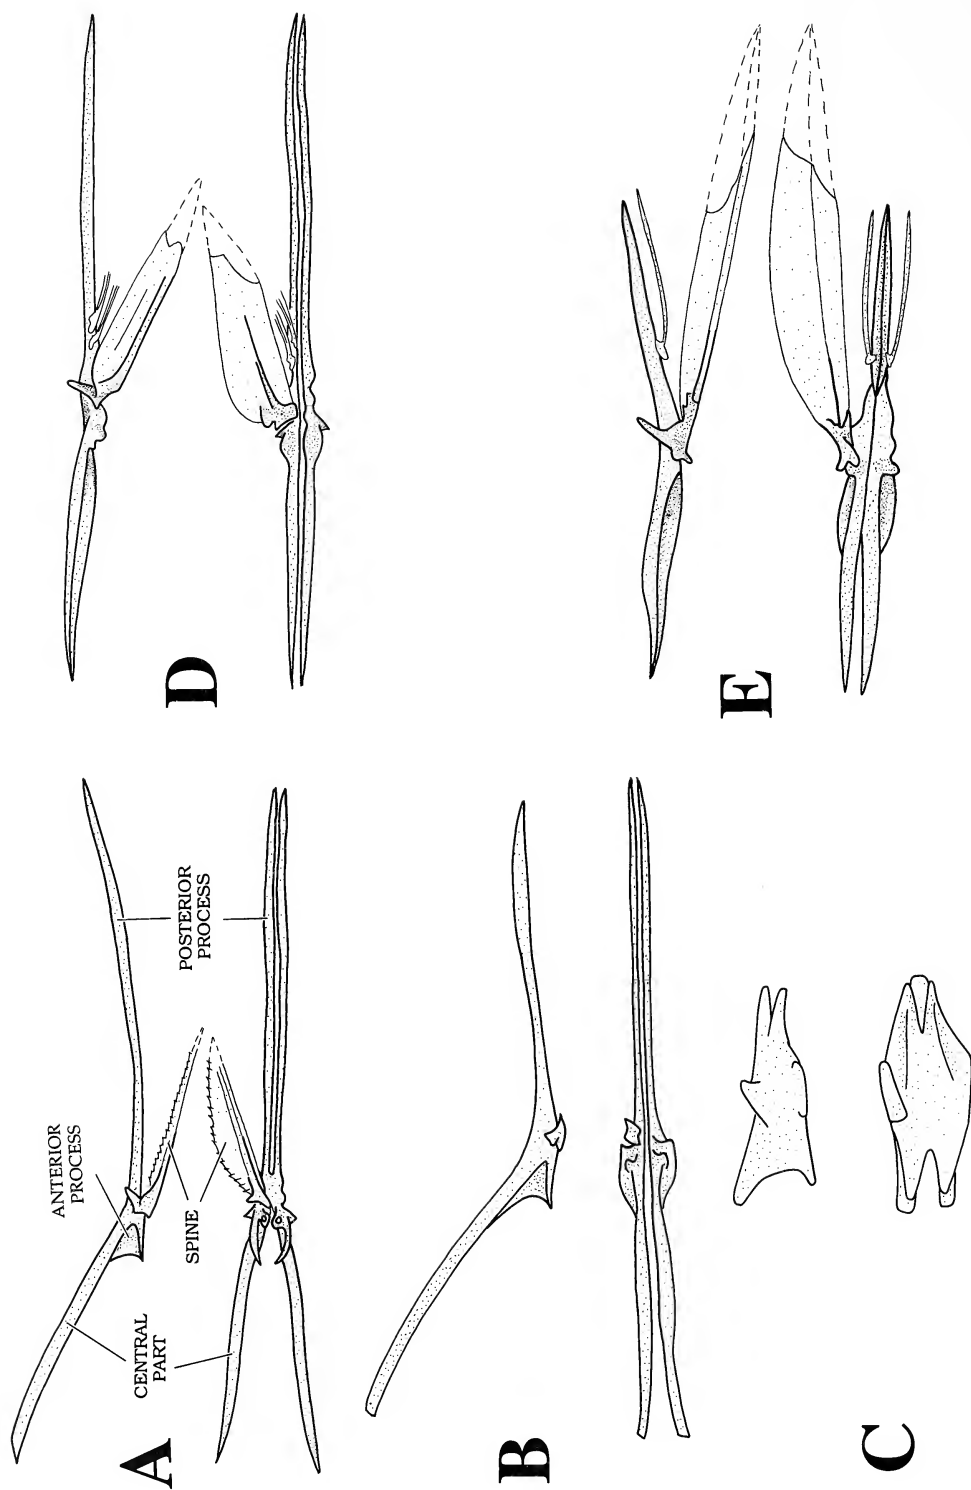 A
CENTRAL
PART
ANTERIOR
PROCESS
SPINE
POSTERIOR
PROCESS
B
C
D
E